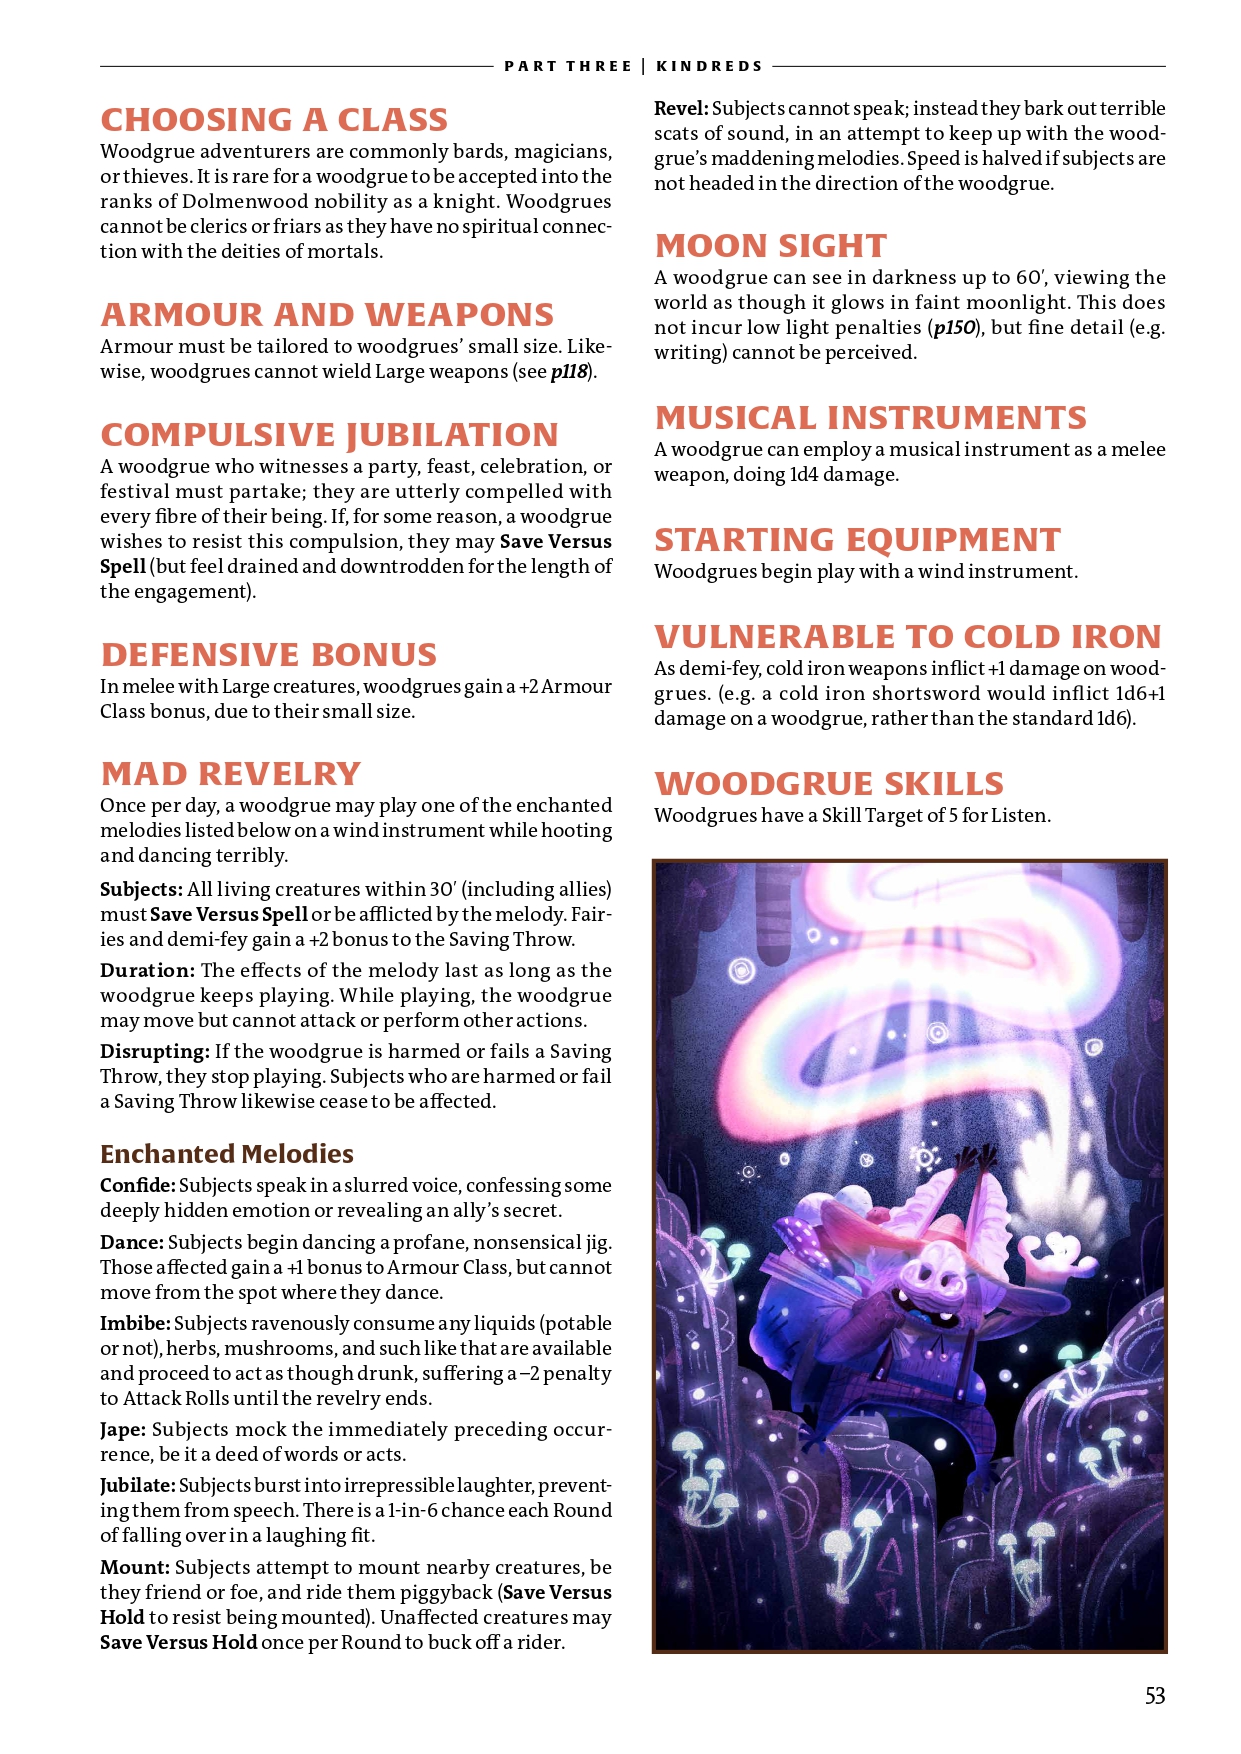 PART THREE | KINDREDS
CHOOSING A CLASS
Woodgrue adventurers are commonly bards, magicians,
or thieves. It is rare for a woodgrue to be accepted into the
ranks of Dolmenwood nobility as a knight. Woodgrues
cannot be clerics or friars as they have no spiritual connec-
tion with the deities of mortals.
ARMOUR AND WEAPONS
Armour must be tailored to woodgrues’ small size. Like-
wise, woodgrues cannot wield Large weapons (see p118).
COMPULSIVE JUBILATION
A woodgrue who witnesses a party, feast, celebration, or
festival must partake; they are utterly compelled with
every fibre of their being. If, for some reason, a woodgrue
wishes to resist this compulsion, they may Save Versus
Spell (but feel drained and downtrodden for the length of
the engagement).
DEFENSIVE BONUS
In melee with Large creatures, woodgrues gain a +2 Armour
Class bonus, due to their small size.
MAD REVELRY
Once per day, a woodgrue may play one of the enchanted
melodies listed below on a wind instrument while hooting
and dancing terribly.
Subjects: All living creatures within 30′ (including allies)
must Save Versus Spell or be afflicted by the melody. Fair-
ies and demi-fey gain a +2 bonus to the Saving Throw.
Duration: The effects of the melody last as long as the
woodgrue keeps playing. While playing, the woodgrue
may move but cannot attack or perform other actions.
Disrupting: If the woodgrue is harmed or fails a Saving
Throw, they stop playing. Subjects who are harmed or fail
a Saving Throw likewise cease to be affected.
Enchanted Melodies
Confide: Subjects speak in a slurred voice, confessing some
deeply hidden emotion or revealing an ally’s secret.
Dance: Subjects begin dancing a profane, nonsensical jig.
Those affected gain a +1 bonus to Armour Class, but cannot
move from the spot where they dance.
Imbibe: Subjects ravenously consume any liquids (potable
or not), herbs, mushrooms, and such like that are available
and proceed to act as though drunk, suffering a –2 penalty
to Attack Rolls until the revelry ends.
Jape: Subjects mock the immediately preceding occur-
rence, be it a deed of words or acts.
Jubilate: Subjects burst into irrepressible laughter, prevent-
ing them from speech. There is a 1-in-6 chance each Round
of falling over in a laughing fit.
Mount: Subjects attempt to mount nearby creatures, be
they friend or foe, and ride them piggyback (Save Versus
Hold to resist being mounted). Unaffected creatures may
Save Versus Hold once per Round to buck off a rider.
Revel: Subjects cannot speak; instead they bark out terrible
scats of sound, in an attempt to keep up with the wood-
grue’s maddening melodies. Speed is halved if subjects are
not headed in the direction of the woodgrue.
MOON SIGHT
A woodgrue can see in darkness up to 60′, viewing the
world as though it glows in faint moonlight. This does
not incur low light penalties (p150), but fine detail (e.g.
writing) cannot be perceived.
MUSICAL INSTRUMENTS
A woodgrue can employ a musical instrument as a melee
weapon, doing 1d4 damage.
STARTING EQUIPMENT
Woodgrues begin play with a wind instrument.
VULNERABLE TO COLD IRON
As demi-fey, cold iron weapons inflict +1 damage on wood-
grues. (e.g. a cold iron shortsword would inflict 1d6+1
damage on a woodgrue, rather than the standard 1d6).
WOODGRUE SKILLS
Woodgrues have a Skill Target of 5 for Listen.
53